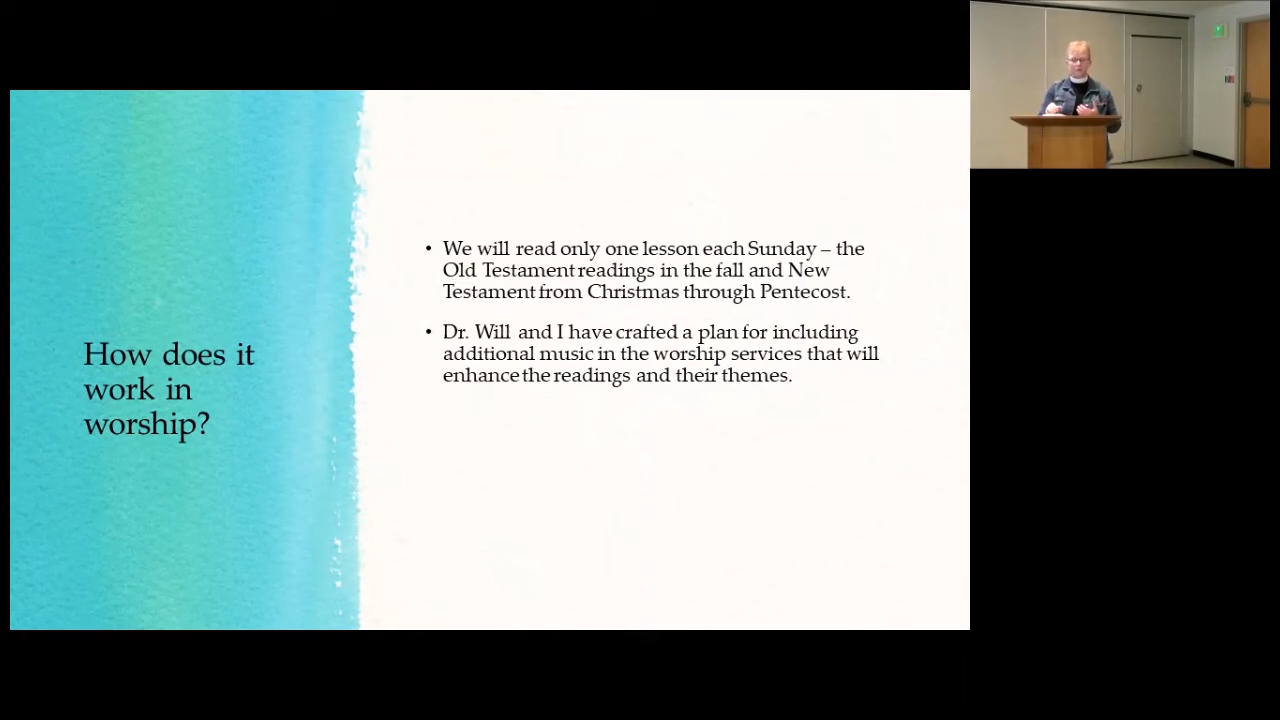 How does it
work in
worship?
• We will read only one lesson each Sunday – the
Old Testament readings in the fall and New
Testament from Christmas through Pentecost.
• Dr. Will and I have crafted a plan for including
additional music in the worship services that will
enhance the readings and their themes.